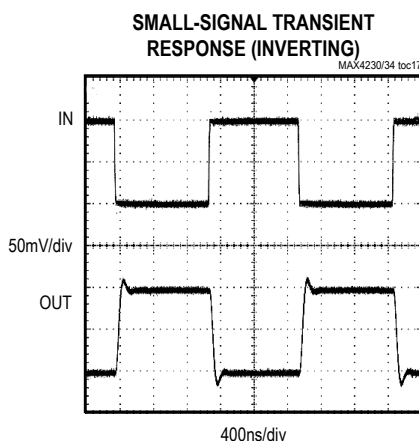 SMALL-SIGNAL TRANSIENT
RESPONSE (INVERTING)
MAX4230/34 toc17
IN
50mV/div
OUT
400ns/div